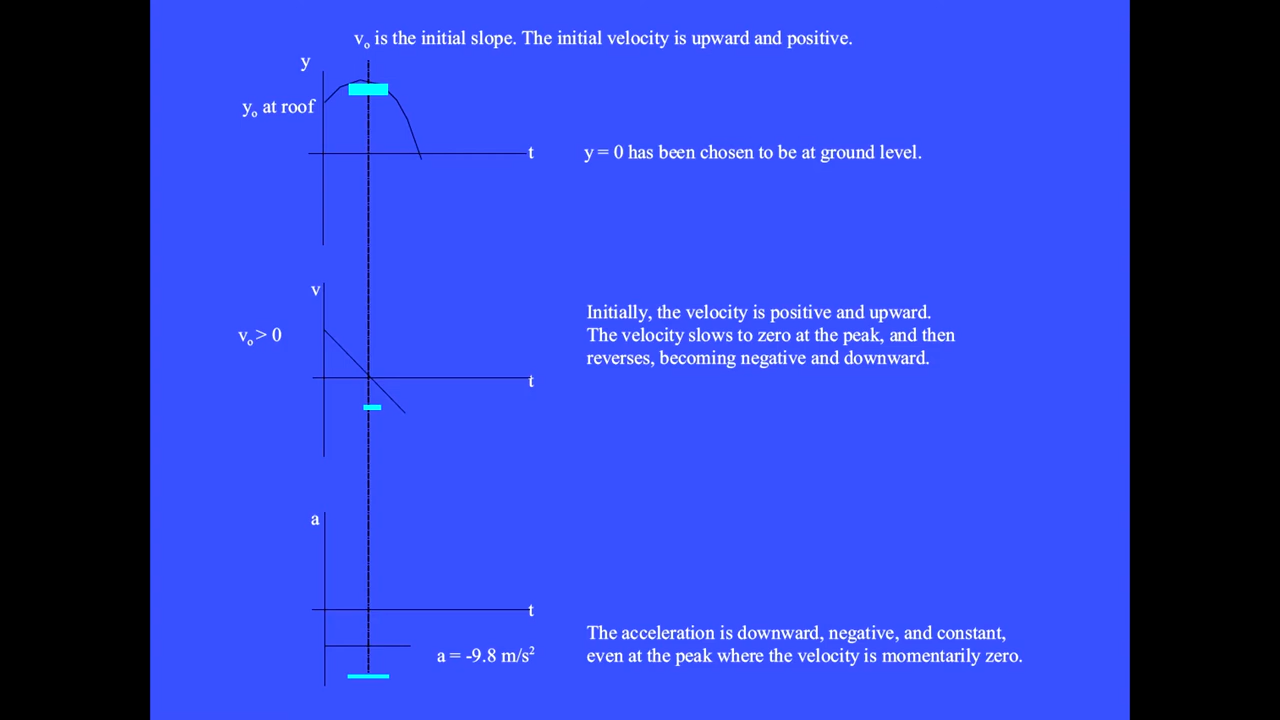 vₒ is the initial slope. The initial velocity is upward and positive.
y
yₒ at roof
t
y = 0 has been chosen to be at ground level.
v
Initially, the velocity is positive and upward.
vₒ > 0
The velocity slows to zero at the peak, and then
reverses, becoming negative and downward.
t
a
t
The acceleration is downward, negative, and constant,
a = -9.8 m/s²
even at the peak where the velocity is momentarily zero.